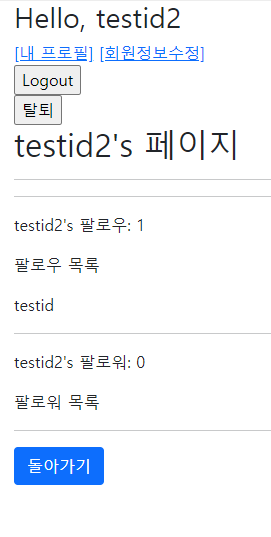 Hello, testid2
[내 프로필] [회원정보수정]
Logout
탈퇴
testid2's 페이지
testid2's 팔로우: 1
팔로우 목록
testid
testid2's 팔로워: 0
팔로워 목록
돌아가기